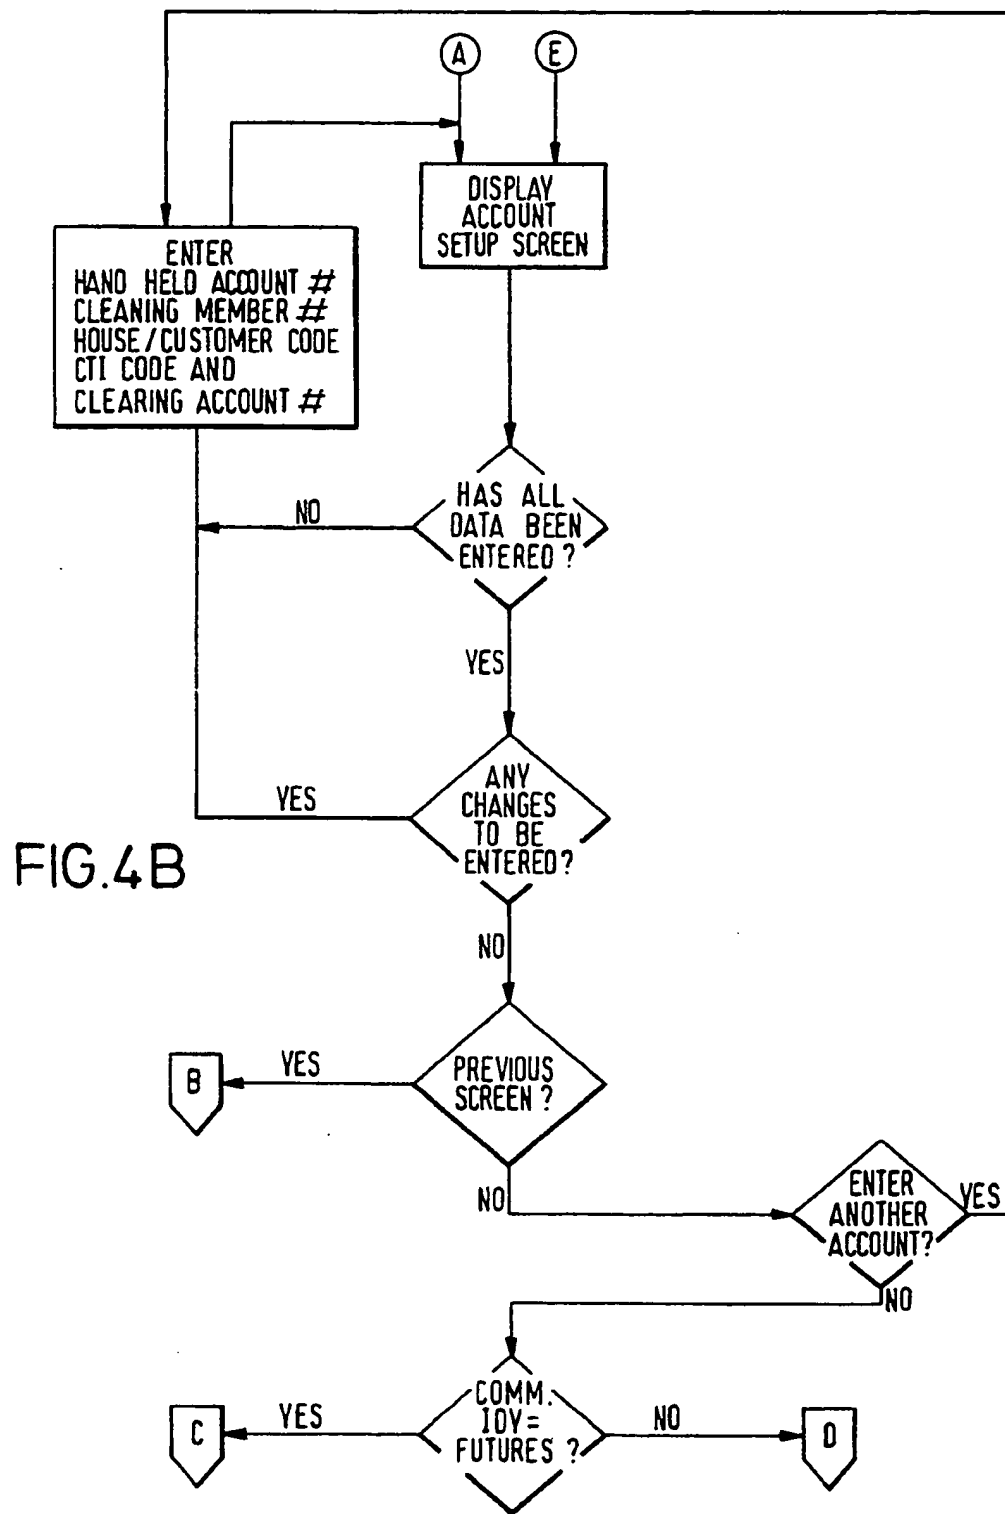 A
E
DISPLAY
ACCOUNT
SETUP SCREEN
ENTER
HAND HELD ACCOUNT #
CLEANING MEMBER #
HOUSE/CUSTOMER CODE
CTI CODE AND
CLEARING ACCOUNT #
HAS ALL
DATA BEEN
ENTERED?
NO
YES
ANY
CHANGES
TO BE
ENTERED?
YES
FIG.4B
NO
PREVIOUS
SCREEN?
YES
B
NO
ENTER
ANOTHER
ACCOUNT?
YES
NO
COMM.
IDV=
FUTURES ?
YES
C
NO
D